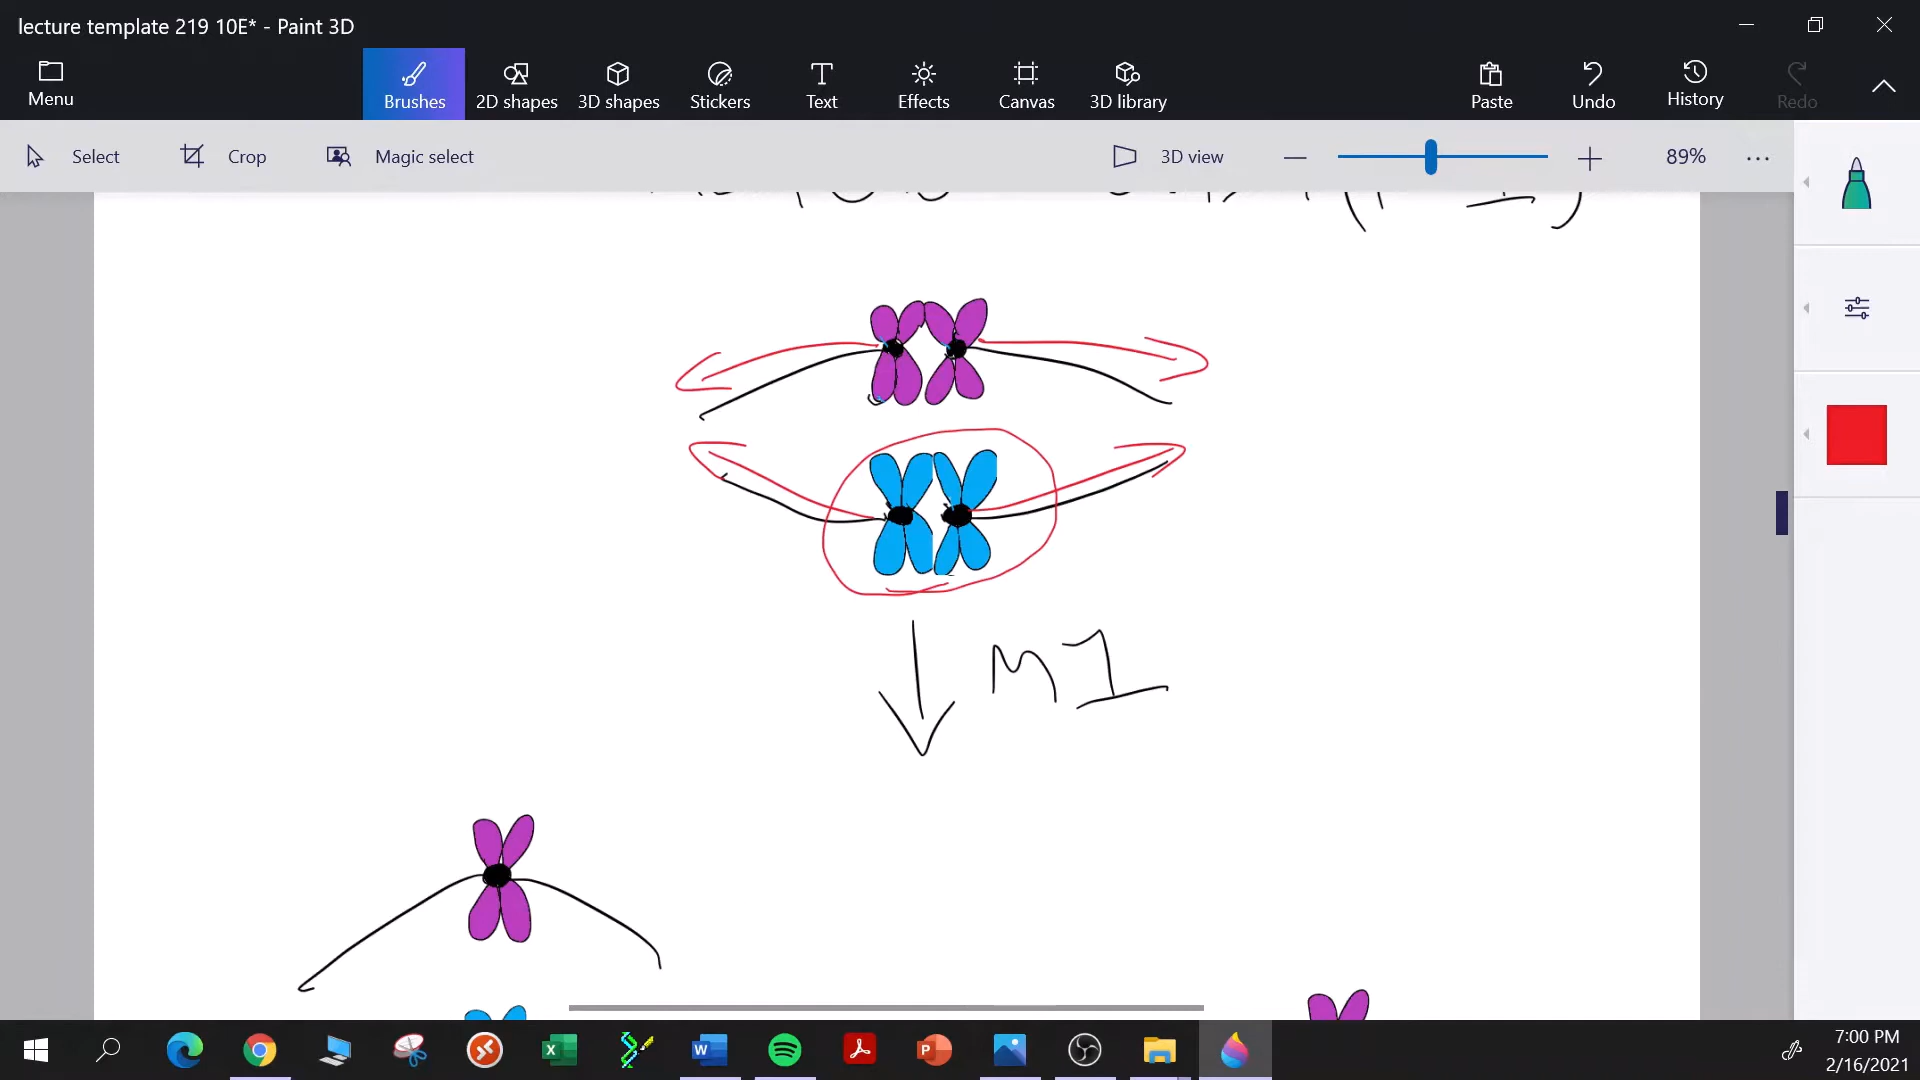 lecture template 219 10E* - Paint 3D
Menu
Brushes
2D shapes
3D shapes
Stickers
Text
Effects
Canvas
3D library
Paste
Undo
History
Redo
Select
Crop
Magic select
3D view
89%
M1
7:00 PM
2/16/2021